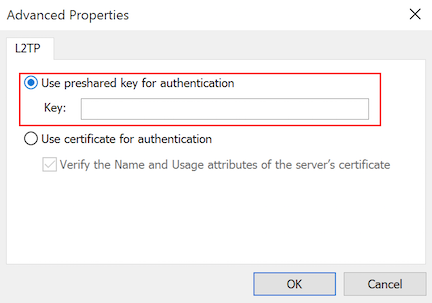 Advanced Properties
L2TP
Use preshared key for authentication
Key:
Use certificate for authentication
Verify the Name and Usage attributes of the server's certificate
OK
Cancel